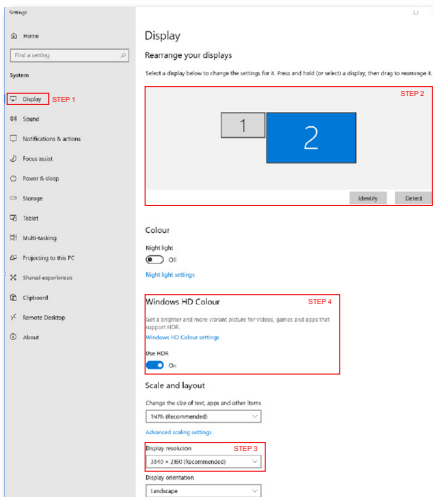 Settings
Home
Find a setting
System
Display STEP 1
Sound
Notifications & actions
Focus assist
Power & sleep
Storage
Tablet
Multi-tasking
Projecting to this PC
Shared experiences
Clipboard
Remote Desktop
About
Display
Rearrange your displays
Select a display below to change the settings for it. Press and hold (or select) a display, then drag to rearrange it.
STEP 2
1
2
Identify Detect
Colour
Night light
Off
Night light settings
Windows HD Colour STEP 4
Get a brighter and more vibrant picture for videos, games and apps that
support HDR.
Windows HD Colour settings
Use HDR
On
Scale and layout
Change the size of text, apps and other items
150% (Recommended)
Advanced scaling settings
Display resolution STEP 3
3840 × 2160 (Recommended)
Display orientation
Landscape